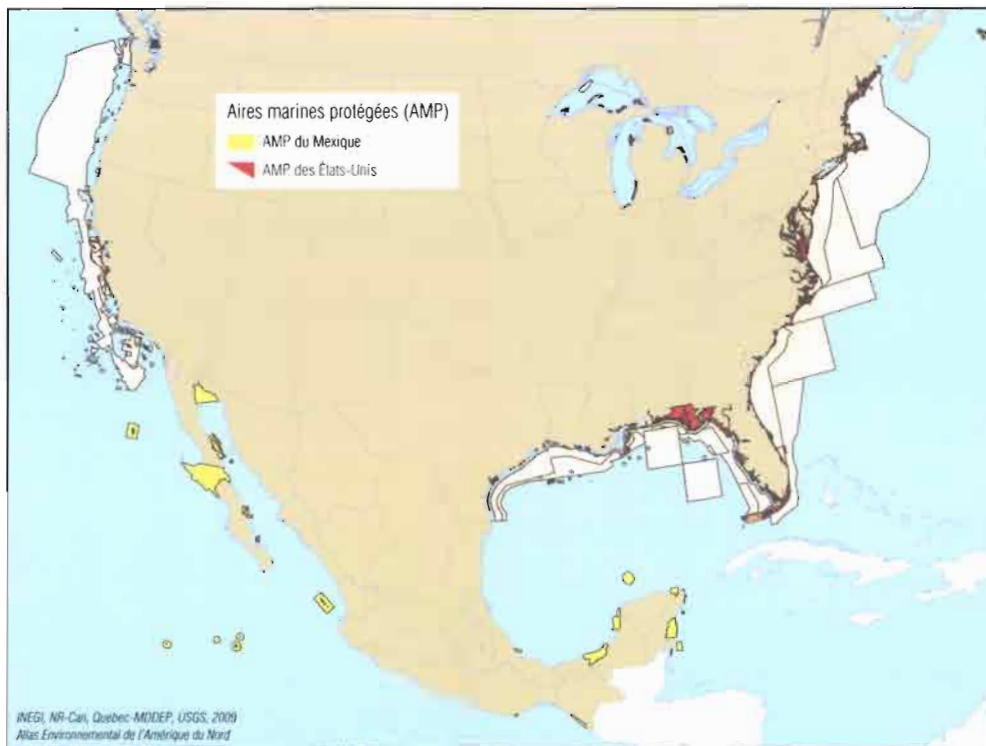 Aires marines protégées (AMP)
AMP du Mexique
AMP des États-Unis
INEGI, NR-Can, Quebec-MDDEP, USGS, 2009
Atlas Environnemental de l'Amérique du Nord